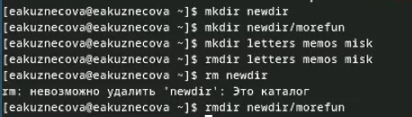 [eakuznecova@eakuznecova ~]$ mkdir newdir
[eakuznecova@eakuznecova ~]$ mkdir newdir/morefun
[eakuznecova@eakuznecova ~]$ mkdir letters memos misk
[eakuznecova@eakuznecova ~]$ rmdir letters memos misk
[eakuznecova@eakuznecova ~]$ rm newdir
rm: невозможно удалить 'newdir': Это каталог
[eakuznecova@eakuznecova ~]$ rmdir newdir/morefun